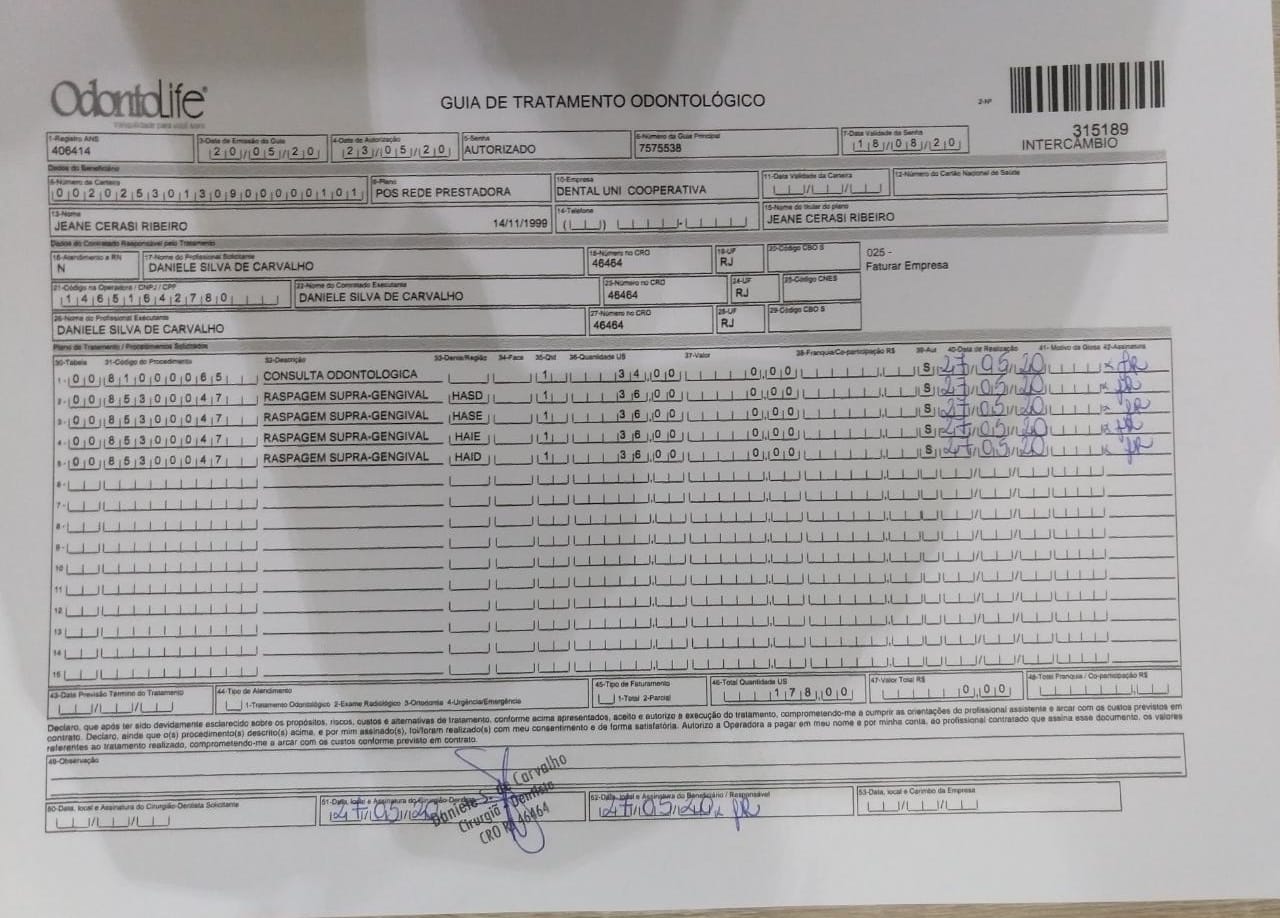 OdontoLife®
GUIA DE TRATAMENTO ODONTOLÓGICO
2-Nº
315189
INTERCÂMBIO
1-Registro ANS 3-Data de Emissão da Guia 4-Data de Autorização 5-Senha 6-Número da Guia Principal 7-Data Validade da Senha
406414 20/05/20 23/05/20 AUTORIZADO 7575538 18/08/20
Dados do Beneficiário
8-Número da Carteira 9-Plano 10-Empresa 11-Data Validade da Carteira 12-Número do Cartão Nacional de Saúde
00202530130900000101 POS REDE PRESTADORA DENTAL UNI COOPERATIVA
13-Nome 14-Telefone 15-Nome do titular do plano
JEANE CERASI RIBEIRO 14/11/1999 JEANE CERASI RIBEIRO
Dados do Contratado Responsável pelo Tratamento
16-Atendimento a RN 17-Nome do Profissional Solicitante 18-Número no CRO 19-UF 20-Código CBO S
N DANIELE SILVA DE CARVALHO 46464 RJ
025 -
Faturar Empresa
21-Código na Operadora / CNPJ / CPF 22-Nome do Contratado Executante 23-Número no CRO 24-UF 25-Código CNES
14651642780 DANIELE SILVA DE CARVALHO 46464 RJ
26-Nome do Profissional Executante 27-Número no CRO 28-UF 29-Código CBO S
DANIELE SILVA DE CARVALHO 46464 RJ
Plano de Tratamento / Procedimentos Solicitados
30-Tabela 31-Código do Procedimento 32-Descrição 33-Dente/Região 34-Face 35-Qtd 36-Quantidade US 37-Valor 38-Franquia/Co-participação R$ 39-Aut 40-Data de Realização 41- Motivo da Glosa 42-Assinatura
1- 00 81000065 CONSULTA ODONTOLOGICA 1 34,00 0,00 S 27/05/20 x JR
2- 00 85300047 RASPAGEM SUPRA-GENGIVAL HASD 1 36,00 0,00 S 27/05/20 x JR
3- 00 85300047 RASPAGEM SUPRA-GENGIVAL HASE 1 36,00 0,00 S 27/05/20 x JR
4- 00 85300047 RASPAGEM SUPRA-GENGIVAL HAIE 1 36,00 0,00 S 27/05/20 x JR
5- 00 85300047 RASPAGEM SUPRA-GENGIVAL HAID 1 36,00 0,00 S 27/05/20 x JR
6-
7-
8-
9-
10
11
12
13
14
15
43-Data Previsão Término do Tratamento 44-Tipo de Atendimento 45-Tipo de Faturamento 46-Total Quantidade US 47-Valor Total R$ 48-Total Franquia / Co-participação R$
1-Tratamento Odontológico 2-Exame Radiológico 3-Ortodontia 4-Urgência/Emergência 1-Total 2-Parcial 178,00 0,00
Declaro, que após ter sido devidamente esclarecido sobre os propósitos, riscos, custos e alternativas de tratamento, conforme acima apresentados, aceito e autorizo a execução do tratamento, comprometendo-me a cumprir as orientações do profissional assistente e arcar com os custos previstos em
contrato. Declaro, ainda que o(s) procedimento(s) descrito(s) acima, e por mim assinado(s), foi/foram realizado(s) com meu consentimento e de forma satisfatória. Autorizo a Operadora a pagar em meu nome e por minha conta, ao profissional contratado que assina esse documento, os valores
referentes ao tratamento realizado, comprometendo-me a arcar com os custos conforme previsto em contrato.
49-Observação
50-Data, local e Assinatura do Cirurgião-Dentista Solicitante 51-Data, local e Assinatura do Cirurgião-Dentista 52-Data, local e Assinatura do Beneficiário / Responsável 53-Data, local e Carimbo da Empresa
27/05/20 27/05/20 x JR
Daniele S. de Carvalho
Cirurgiã - Dentista
CRO RJ 46464